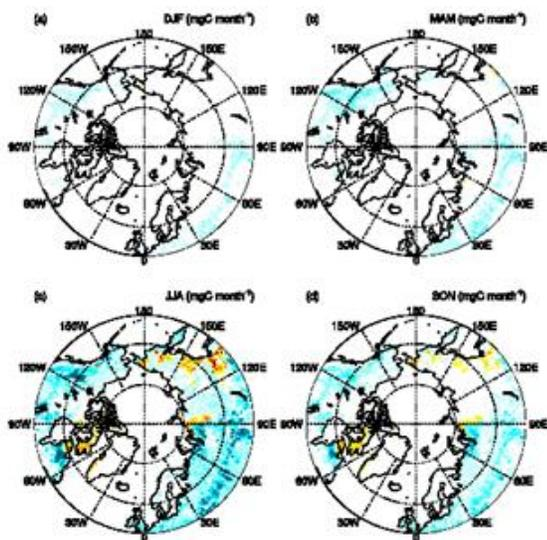 (a) DJF (mgC month⁻¹)
180
150W 150E
120W 120E
90W 90E
60W 60E
30W 30E
0
(b) MAM (mgC month⁻¹)
180
150W 150E
120W 120E
90W 90E
60W 60E
30W 30E
0
(c) JJA (mgC month⁻¹)
180
150W 150E
120W 120E
90W 90E
60W 60E
30W 30E
0
(d) SON (mgC month⁻¹)
180
150W 150E
120W 120E
90W 90E
60W 60E
30W 30E
0